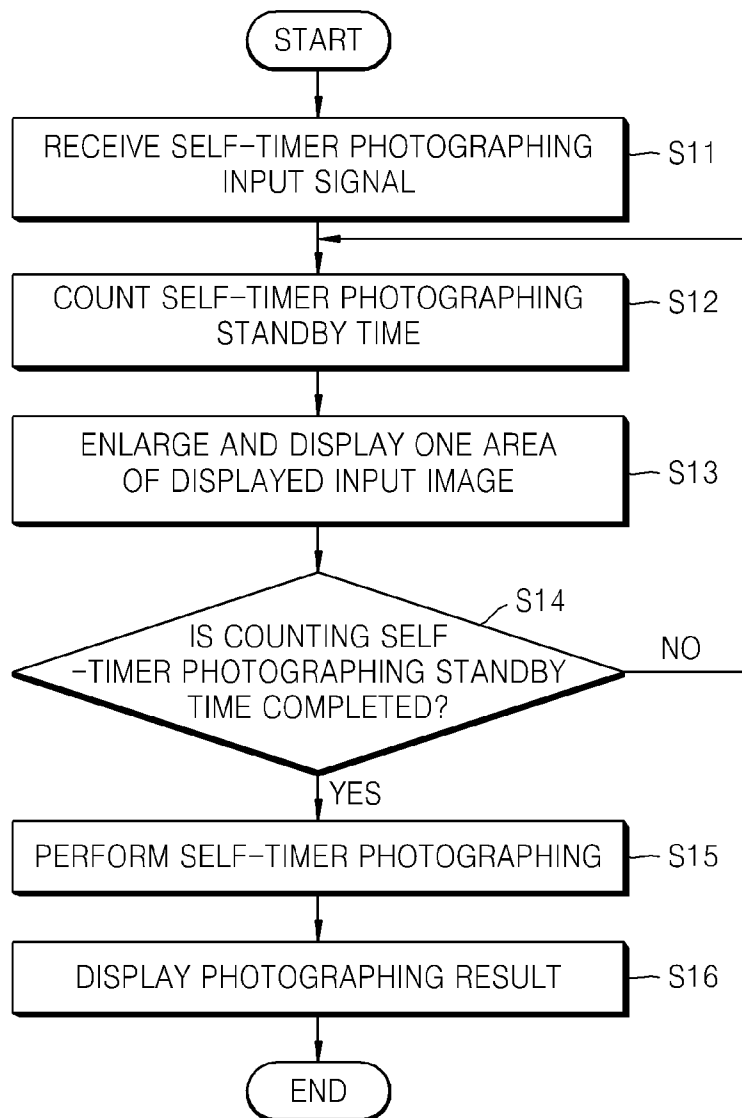 START
RECEIVE SELF-TIMER PHOTOGRAPHING
INPUT SIGNAL
S11
COUNT SELF-TIMER PHOTOGRAPHING
STANDBY TIME
S12
ENLARGE AND DISPLAY ONE AREA
OF DISPLAYED INPUT IMAGE
S13
S14
IS COUNTING SELF
-TIMER PHOTOGRAPHING STANDBY
TIME COMPLETED?
NO
YES
PERFORM SELF-TIMER PHOTOGRAPHING
S15
DISPLAY PHOTOGRAPHING RESULT
S16
END